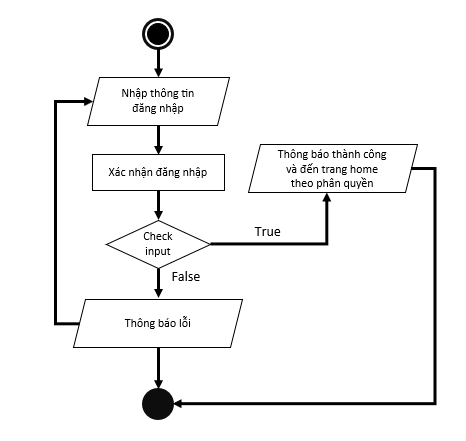 Nhập thông tin
đăng nhập
Xác nhận đăng nhập
Thông báo thành công
và đến trang home
theo phân quyền
Check
input
True
False
Thông báo lỗi